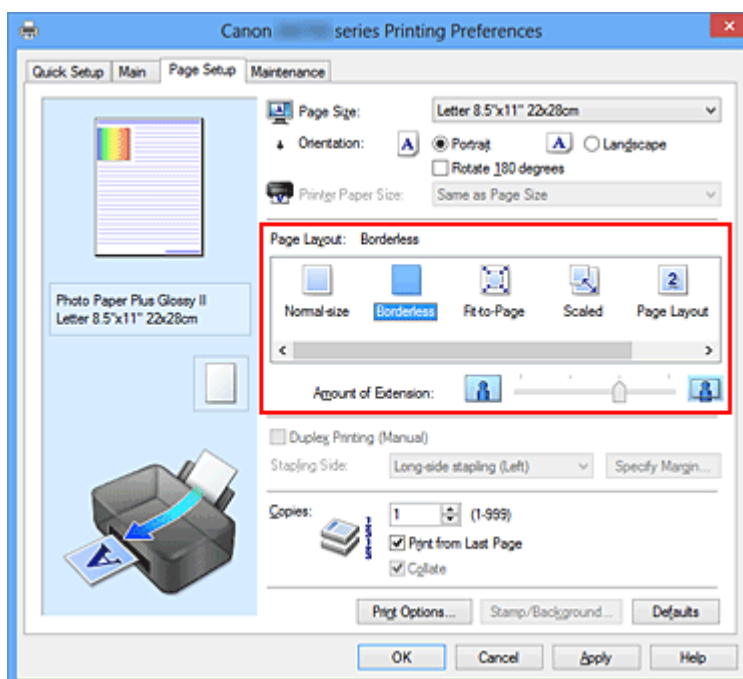 Canon series Printing Preferences
Quick Setup Main Page Setup Maintenance
Page Size: Letter 8.5"x11" 22x28cm
Orientation: A Portrait A Landscape
Rotate 180 degrees
Printer Paper Size: Same as Page Size
Page Layout: Borderless
Normal-size Borderless Fit-to-Page Scaled 2 Page Layout
Photo Paper Plus Glossy II
Letter 8.5"x11" 22x28cm
Amount of Extension:
Duplex Printing (Manual)
Stapling Side: Long-side stapling (Left) Specify Margin...
Copies: 1 (1-999)
Print from Last Page
Collate
A
Print Options... Stamp/Background... Defaults
OK Cancel Apply Help